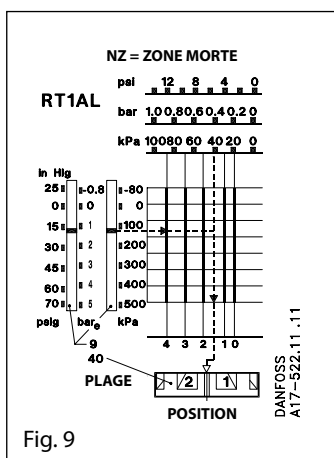 NZ = ZONE MORTE
psi 12 8 4 0
RT1AL
bar 1.0 0.8 0.6 0.4 0.2 0
kPa 100 80 60 40 20 0
in Hg
25 -0.8 -80
0 0 0
15 1 100
30 2 200
45 3 300
60 4 400
70 5 500
psig bare kPa
4 3 2 1 0
9
40
PLAGE
2 1
POSITION
DANFOSS
A17-522.11.11
Fig. 9